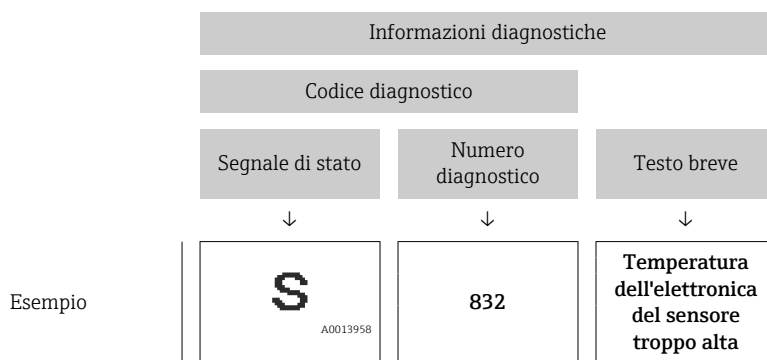 Informazioni diagnostiche
Codice diagnostico
Segnale di stato
Numero
diagnostico
Testo breve
↓ ↓ ↓
Esempio
S
A0013958
832
Temperatura
dell'elettronica
del sensore
troppo alta